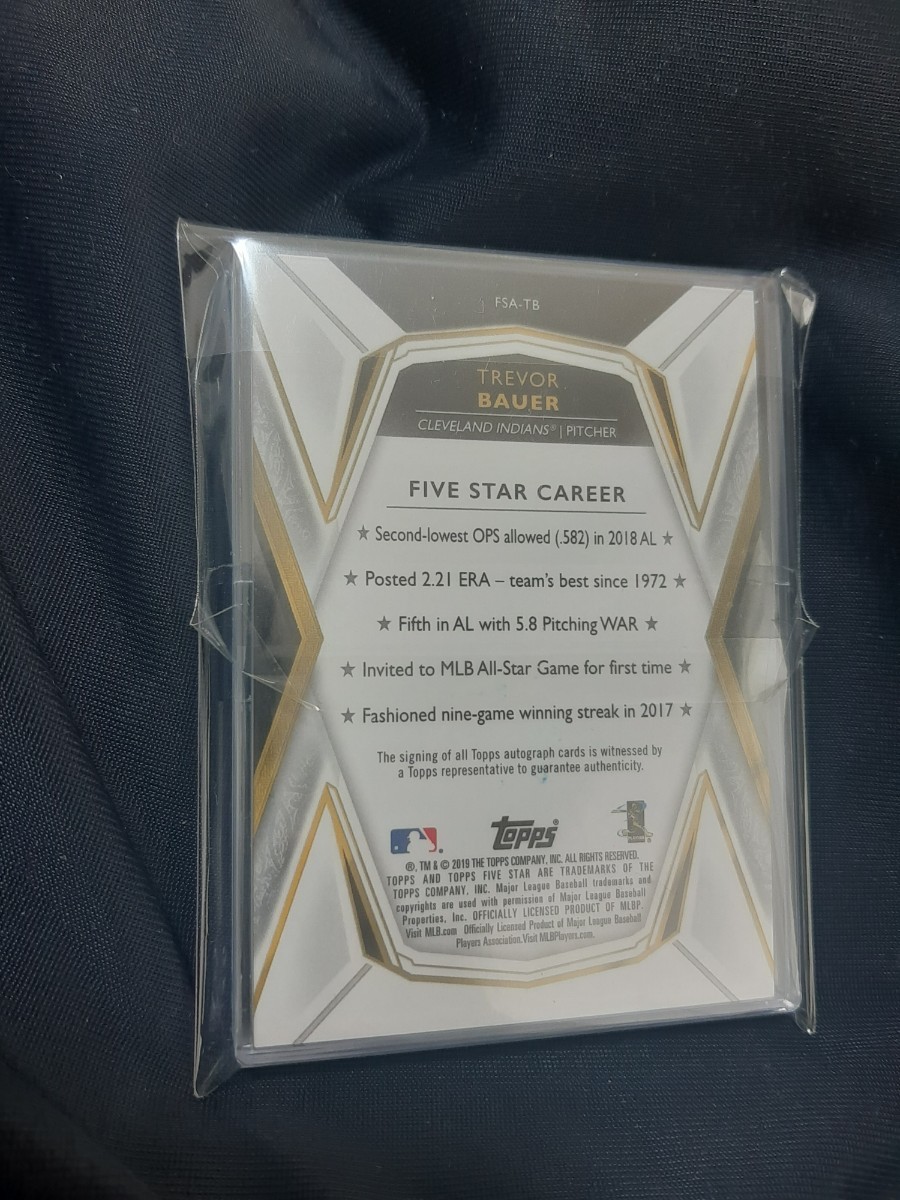 FSA-TB
TREVOR
BAUER
CLEVELAND INDIANS® | PITCHER
FIVE STAR CAREER
★ Second-lowest OPS allowed (.582) in 2018 AL ★
★ Posted 2.21 ERA – team's best since 1972 ★
★ Fifth in AL with 5.8 Pitching WAR ★
★ Invited to MLB All-Star Game for first time ★
★ Fashioned nine-game winning streak in 2017 ★
The signing of all Topps autograph cards is witnessed by
a Topps representative to guarantee authenticity.
Topps®
®, TM & © 2019 THE TOPPS COMPANY, INC. ALL RIGHTS RESERVED.
TOPPS AND TOPPS FIVE STAR ARE TRADEMARKS OF THE
TOPPS COMPANY, INC. Major League Baseball trademarks and
copyrights are used with permission of Major League Baseball
Properties, Inc. OFFICIALLY LICENSED PRODUCT OF MLBP.
Visit MLB.com Officially Licensed Product of Major League Baseball
Players Association. Visit MLBPlayers.com.